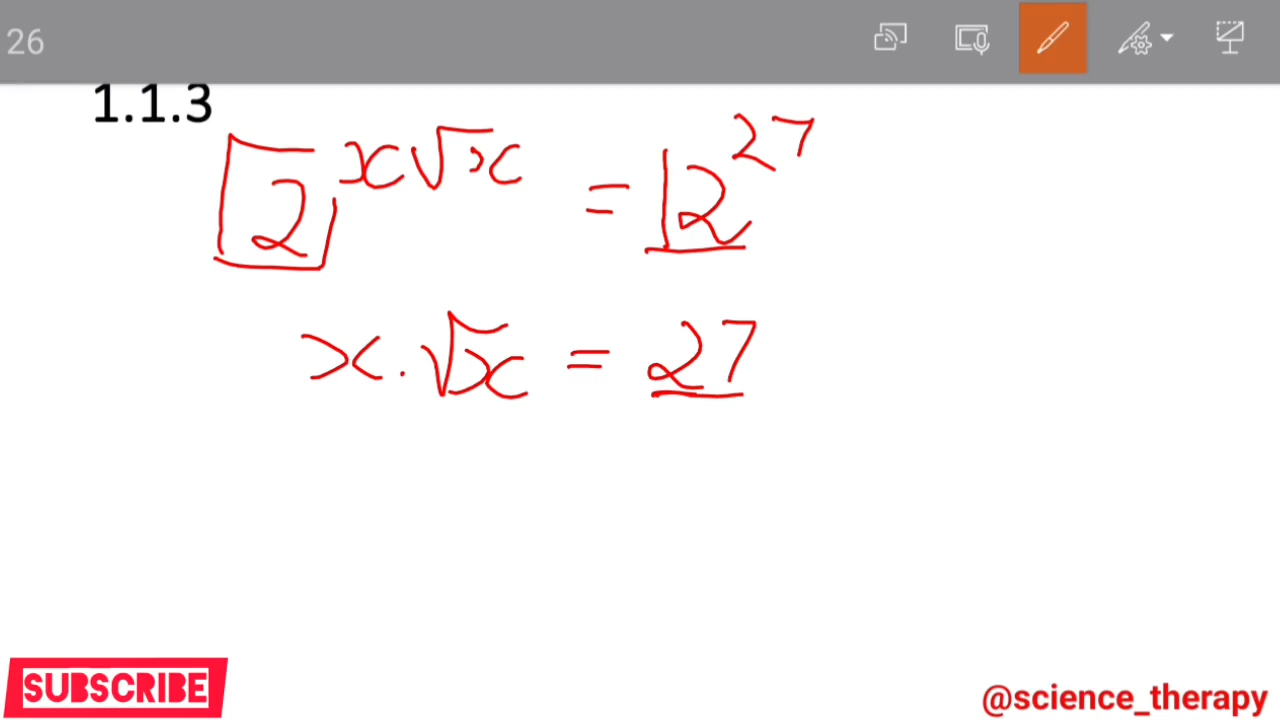 26
1.1.3
2^{x√x} = 2^{27}
x . √x = 27
SUBSCRIBE
@science_therapy